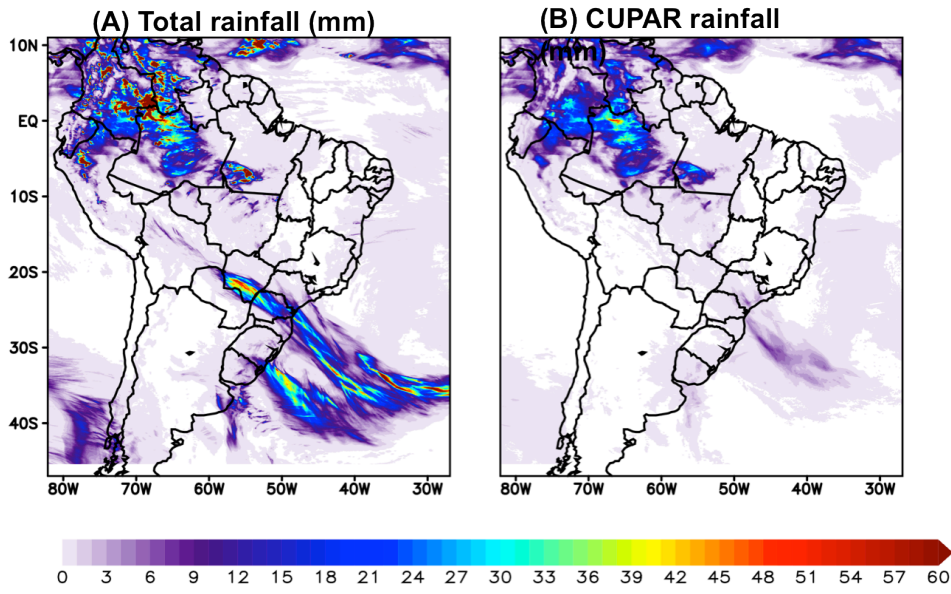 (A) Total rainfall (mm)
(B) CUPAR rainfall
(mm)
10N
EQ
10S
20S
30S
40S
80W 70W 60W 50W 40W 30W
80W 70W 60W 50W 40W 30W
0 3 6 9 12 15 18 21 24 27 30 33 36 39 42 45 48 51 54 57 60